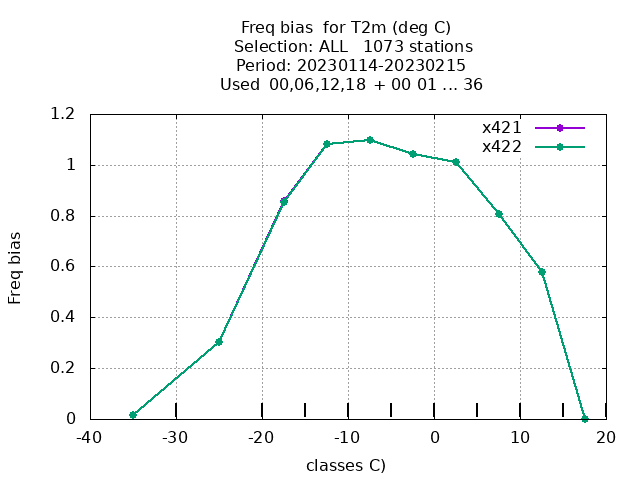 Freq bias  for T2m (deg C)
Selection: ALL   1073 stations
Period: 20230114-20230215
Used  00,06,12,18  + 00 01 ... 36
x421
x422
1.2
1
0.8
0.6
0.4
0.2
0
Freq bias
-40 -30 -20 -10 0 10 20
classes C)